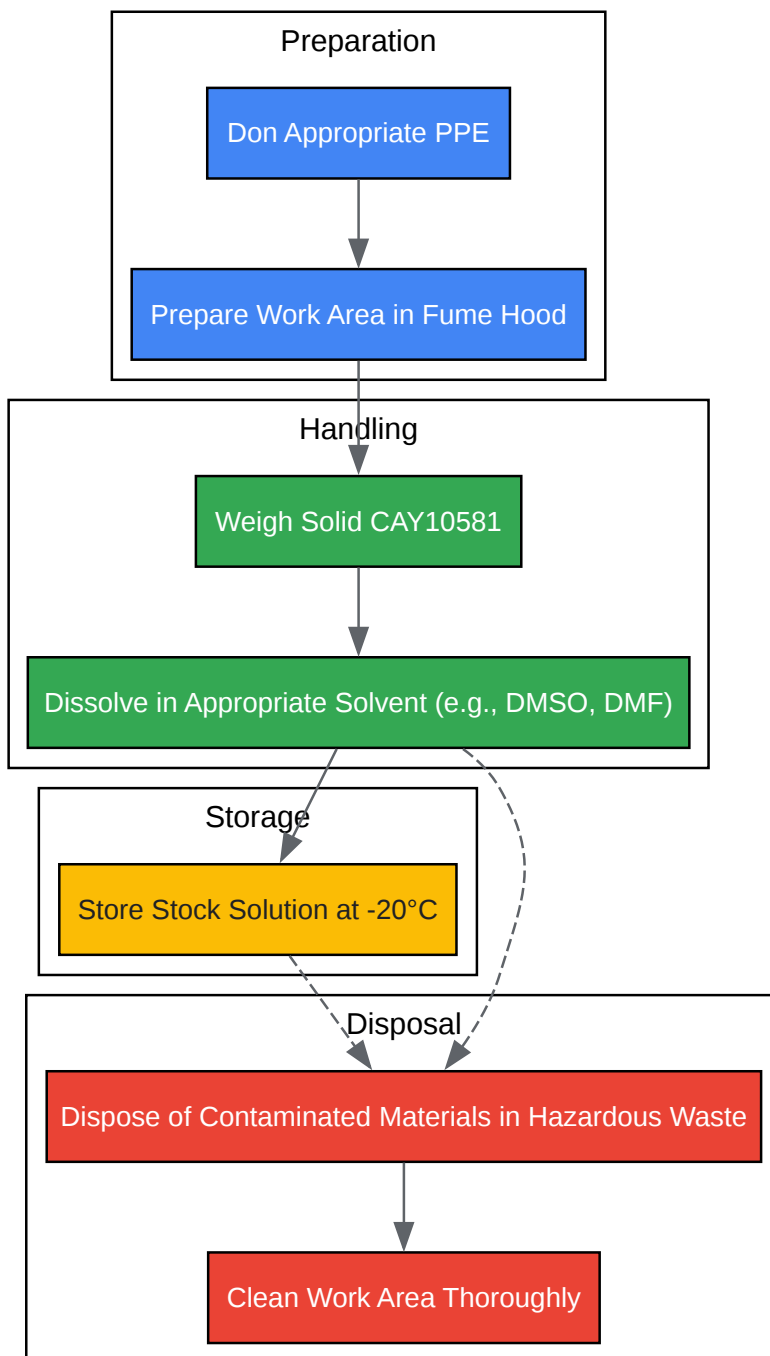 Preparation
Don Appropriate PPE
Prepare Work Area in Fume Hood
Handling
Weigh Solid CAY10581
Dissolve in Appropriate Solvent (e.g., DMSO, DMF)
Storage
Store Stock Solution at -20°C
Disposal
Dispose of Contaminated Materials in Hazardous Waste
Clean Work Area Thoroughly